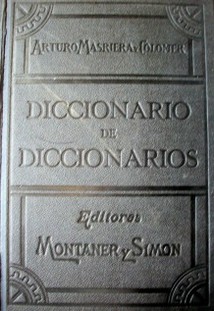 ARTURO MASRIERA Y COLOMER
DICCIONARIO
DE
DICCIONARIOS
Editores
MONTANER Y SIMON